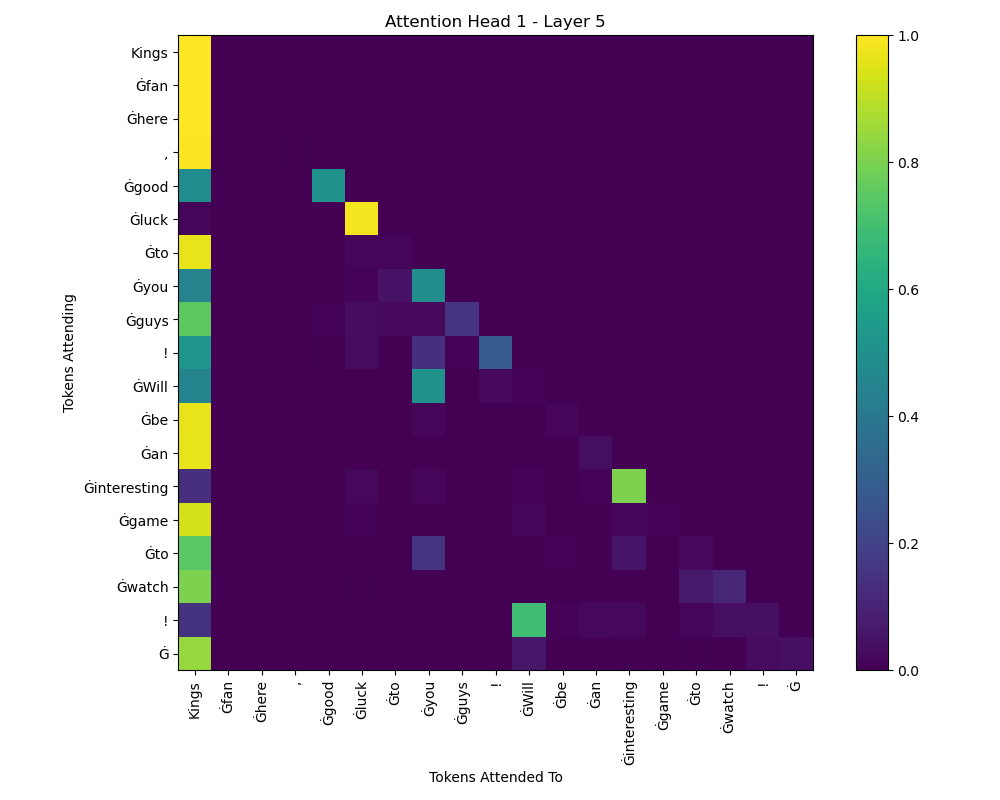 Attention Head 1 - Layer 5
Kings
Ġfan
Ġhere
,
Ġgood
Ġluck
Ġto
Ġyou
Ġguys
!
ĠWill
Ġbe
Ġan
Ġinteresting
Ġgame
Ġto
Ġwatch
!
Ġ
Tokens Attending
Kings
Ġfan
Ġhere
,
Ġgood
Ġluck
Ġto
Ġyou
Ġguys
!
ĠWill
Ġbe
Ġan
Ġinteresting
Ġgame
Ġto
Ġwatch
!
Ġ
Tokens Attended To
1.0
0.8
0.6
0.4
0.2
0.0